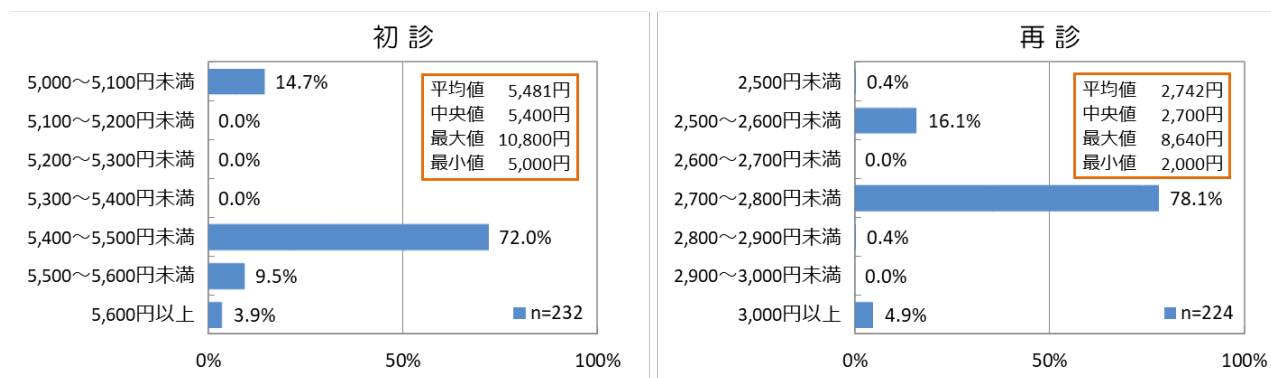 初 診
5,000～5,100円未満 14.7%
5,100～5,200円未満 0.0%
5,200～5,300円未満 0.0%
5,300～5,400円未満 0.0%
5,400～5,500円未満 72.0%
5,500～5,600円未満 9.5%
5,600円以上 3.9%
平均値 5,481円
中央値 5,400円
最大値 10,800円
最小値 5,000円
n=232
0% 50% 100%
再 診
2,500円未満 0.4%
2,500～2,600円未満 16.1%
2,600～2,700円未満 0.0%
2,700～2,800円未満 78.1%
2,800～2,900円未満 0.4%
2,900～3,000円未満 0.0%
3,000円以上 4.9%
平均値 2,742円
中央値 2,700円
最大値 8,640円
最小値 2,000円
n=224
0% 50% 100%